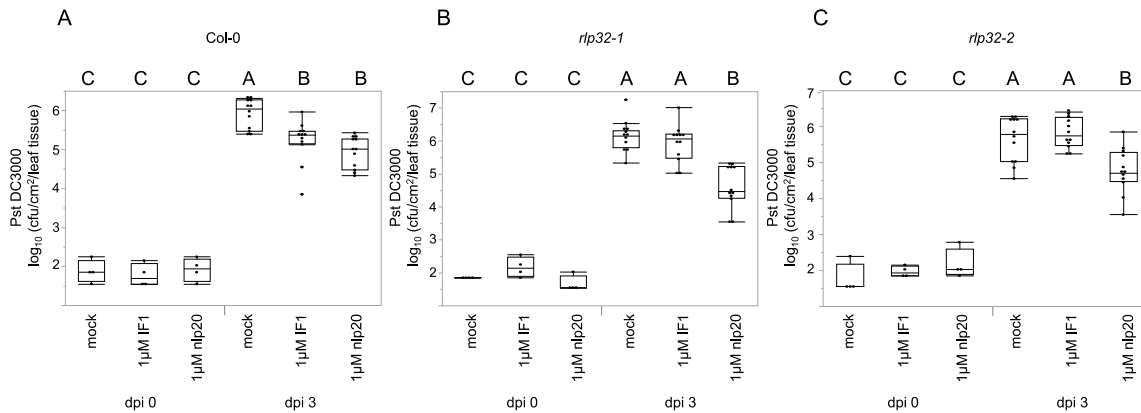 A
Col-0
C C C A B B
Pst DC3000
log10 (cfu/cm²/leaf tissue)
6
5
4
3
2
mock
1µM IF1
1µM nlp20
mock
1µM IF1
1µM nlp20
dpi 0
dpi 3
B
rlp32-1
C C C A A B
Pst DC3000
log10 (cfu/cm²/leaf tissue)
7
6
5
4
3
2
mock
1µM IF1
1µM nlp20
mock
1µM IF1
1µM nlp20
dpi 0
dpi 3
C
rlp32-2
C C C A A B
Pst DC3000
log10 (cfu/cm²/leaf tissue)
7
6
5
4
3
2
1
mock
1µM IF1
1µM nlp20
mock
1µM IF1
1µM nlp20
dpi 0
dpi 3